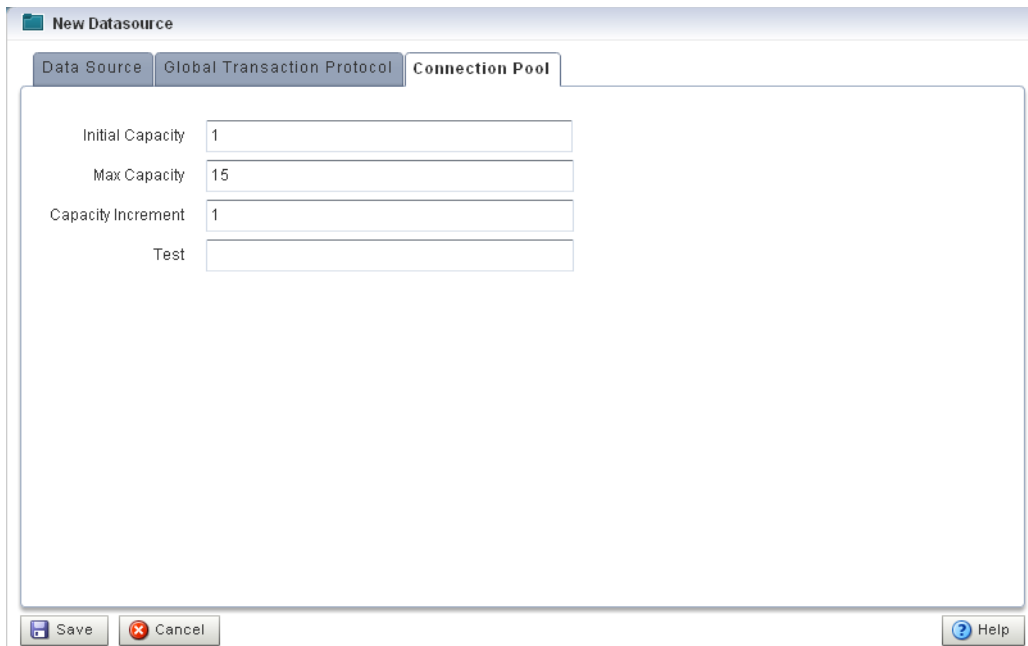 New Datasource
Data Source Global Transaction Protocol Connection Pool
Initial Capacity 1
Max Capacity 15
Capacity Increment 1
Test
Save Cancel Help